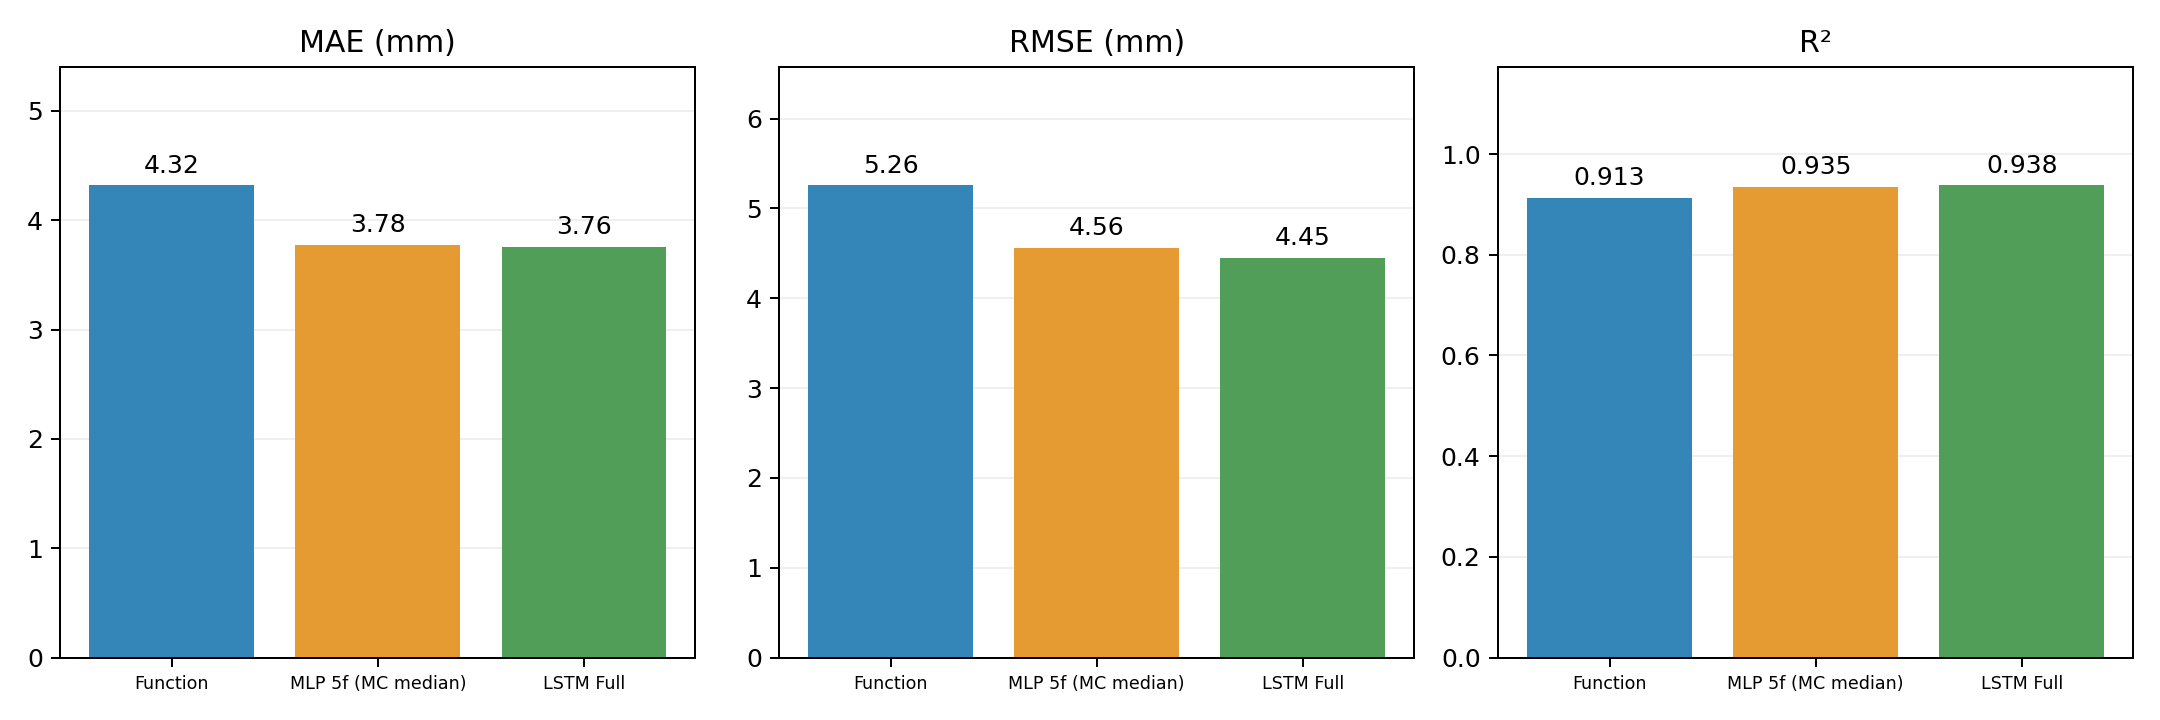 MAE (mm)
5
4
3
2
1
0
4.32
3.78
3.76
Function
MLP 5f (MC median)
LSTM Full
RMSE (mm)
6
5
4
3
2
1
0
5.26
4.56
4.45
Function
MLP 5f (MC median)
LSTM Full
R²
1.0
0.8
0.6
0.4
0.2
0.0
0.913
0.935
0.938
Function
MLP 5f (MC median)
LSTM Full